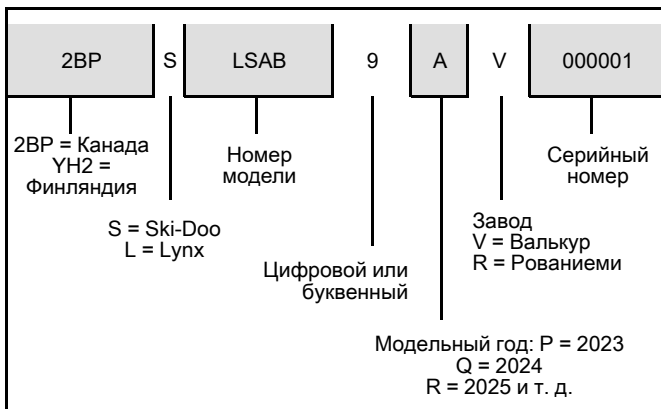 2BP S LSAB 9 A V 000001
2BP = Канада
YH2 =
Финляндия
Номер
модели
Серийный
номер
S = Ski-Doo
L = Lynx
Завод
V = Валькур
R = Рованиеми
Цифровой или
буквенный
Модельный год: P = 2023
Q = 2024
R = 2025 и т. д.